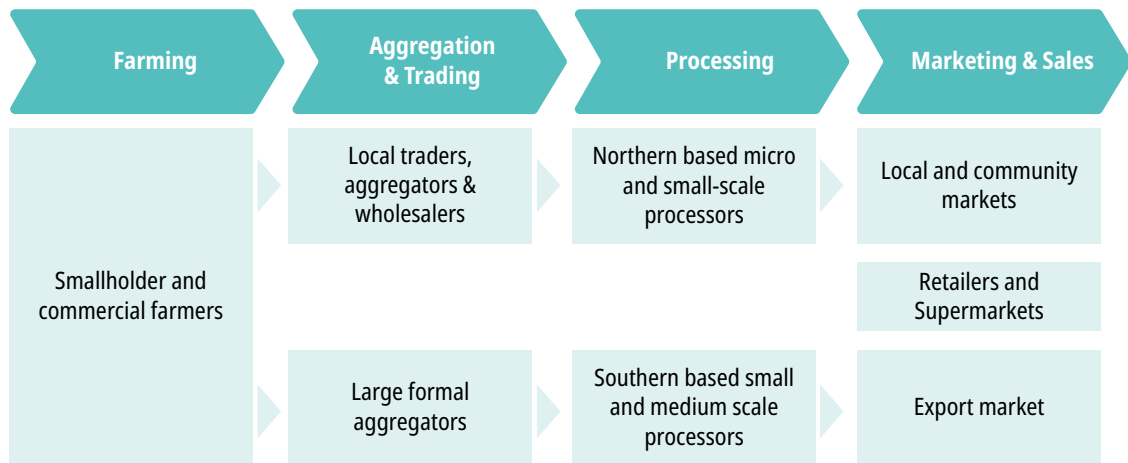 Farming
Aggregation
& Trading
Processing
Marketing & Sales
Smallholder and
commercial farmers
Local traders,
aggregators &
wholesalers
Northern based micro
and small-scale
processors
Local and community
markets
Retailers and
Supermarkets
Large formal
aggregators
Southern based small
and medium scale
processors
Export market